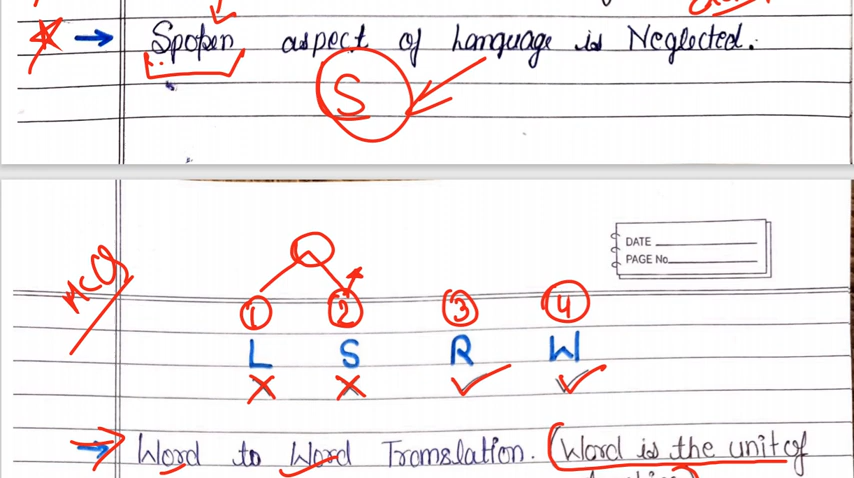 Spoken aspect of Language is Neglected.
S
DATE
PAGE No.
MCQ
1 2 3 4
L S R W
Word to Word Translation. (Word is the unit of